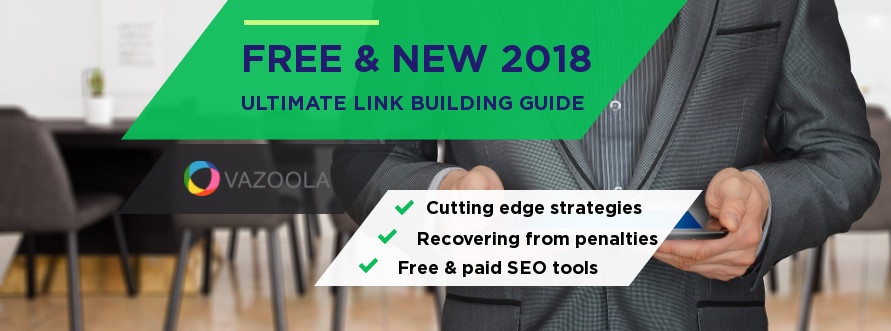 FREE & NEW 2018
ULTIMATE LINK BUILDING GUIDE
VAZOOLA
Cutting edge strategies
Recovering from penalties
Free & paid SEO tools